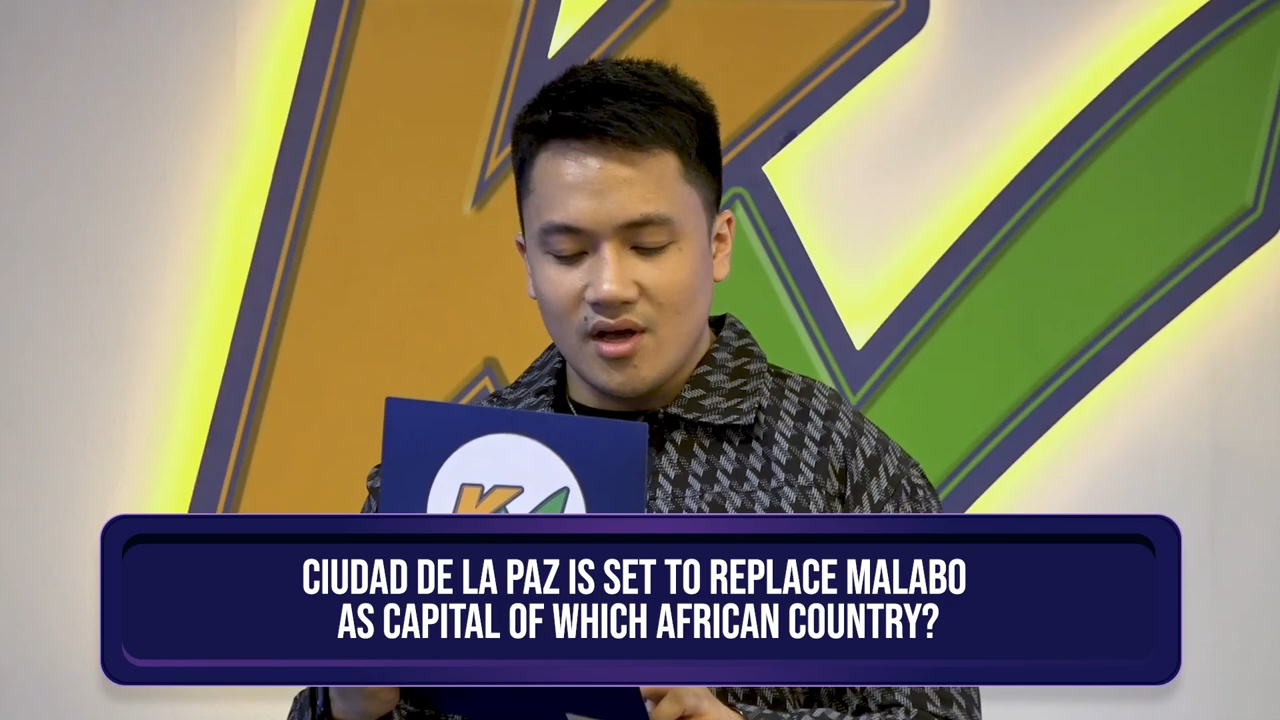 CIUDAD DE LA PAZ IS SET TO REPLACE MALABO
AS CAPITAL OF WHICH AFRICAN COUNTRY?